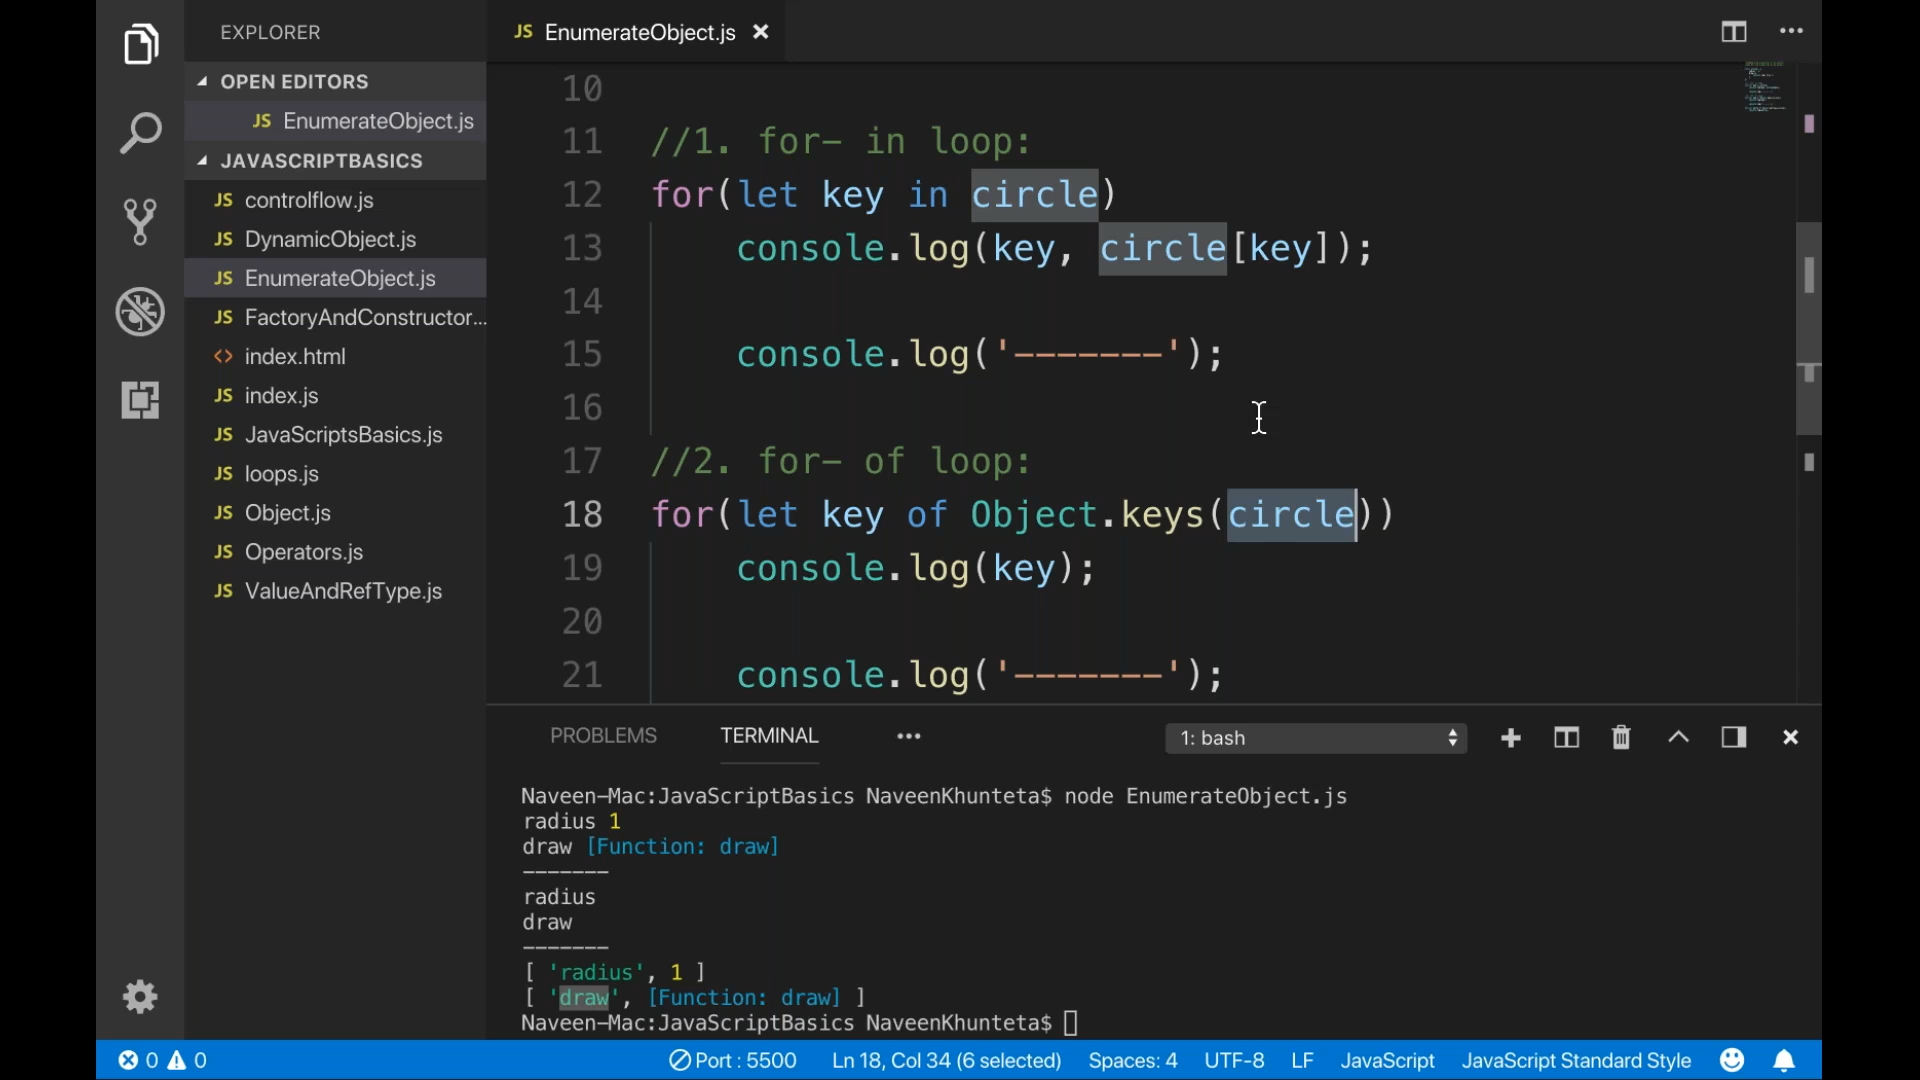 EXPLORER
JS EnumerateObject.js
OPEN EDITORS
JS EnumerateObject.js
JAVASCRIPTBASICS
JS controlflow.js
JS DynamicObject.js
JS EnumerateObject.js
JS FactoryAndConstructor...
<> index.html
JS index.js
JS JavaScriptsBasics.js
JS loops.js
JS Object.js
JS Operators.js
JS ValueAndRefType.js
10
11 //1. for- in loop:
12 for(let key in circle)
13 console.log(key, circle[key]);
14
15 console.log('-------');
16
17 //2. for- of loop:
18 for(let key of Object.keys(circle))
19 console.log(key);
20
21 console.log('-------');
PROBLEMS TERMINAL ... 1: bash
Naveen-Mac:JavaScriptBasics NaveenKhunteta$ node EnumerateObject.js
radius 1
draw [Function: draw]
-------
radius
draw
-------
[ 'radius', 1 ]
[ 'draw', [Function: draw] ]
Naveen-Mac:JavaScriptBasics NaveenKhunteta$
0 0 Port : 5500 Ln 18, Col 34 (6 selected) Spaces: 4 UTF-8 LF JavaScript JavaScript Standard Style